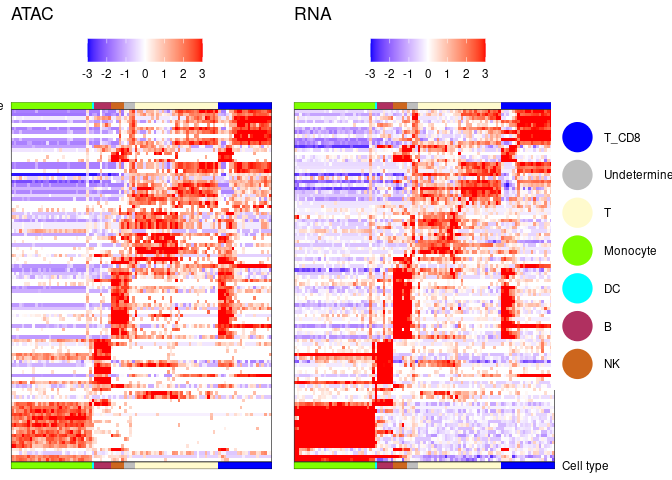 ATAC
RNA
-3 -2 -1 0 1 2 3
-3 -2 -1 0 1 2 3
e
T_CD8
Undetermine
T
Monocyte
DC
B
NK
Cell type